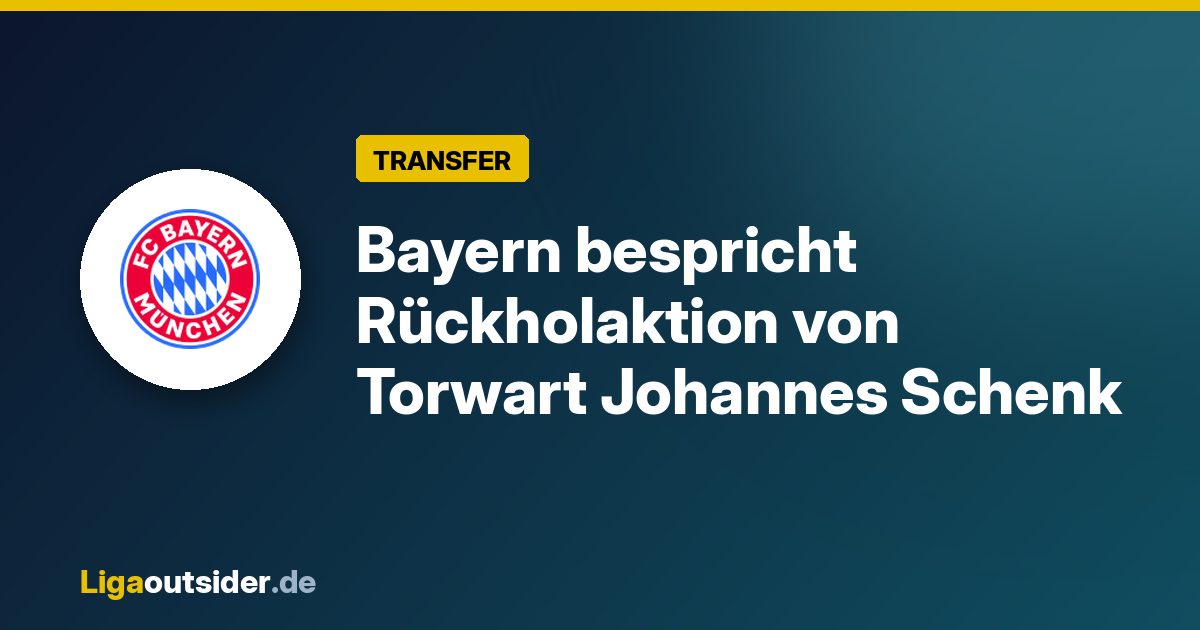 TRANSFER
Bayern bespricht
Rückholaktion von
Torwart Johannes Schenk
FC BAYERN
MÜNCHEN
Ligaoutsider.de